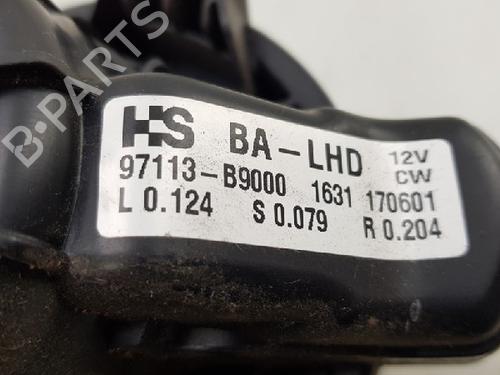 HS BA-LHD 12V
97113-B9000 1631 170601 CW
L 0.124 S 0.079 R 0.204
B-PARTS